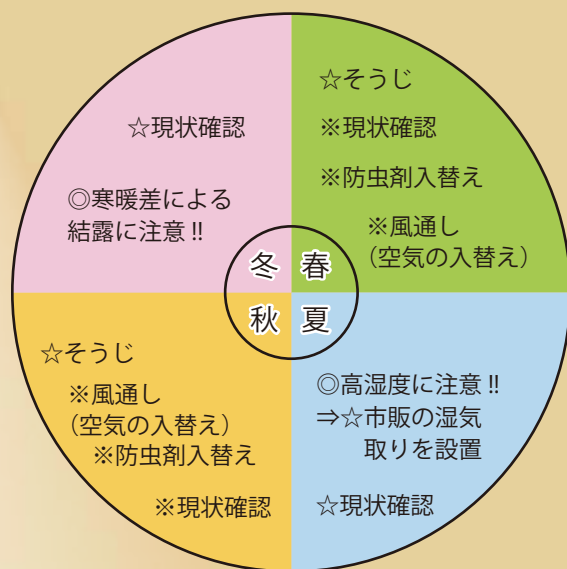 ☆そうじ
※現状確認
※防虫剤入替え
※風通し
（空気の入替え）
☆現状確認
◎寒暖差による
結露に注意!!
冬 春
秋 夏
☆そうじ
※風通し
（空気の入替え）
※防虫剤入替え
※現状確認
◎高湿度に注意!!
⇒☆市販の湿気
取りを設置
☆現状確認